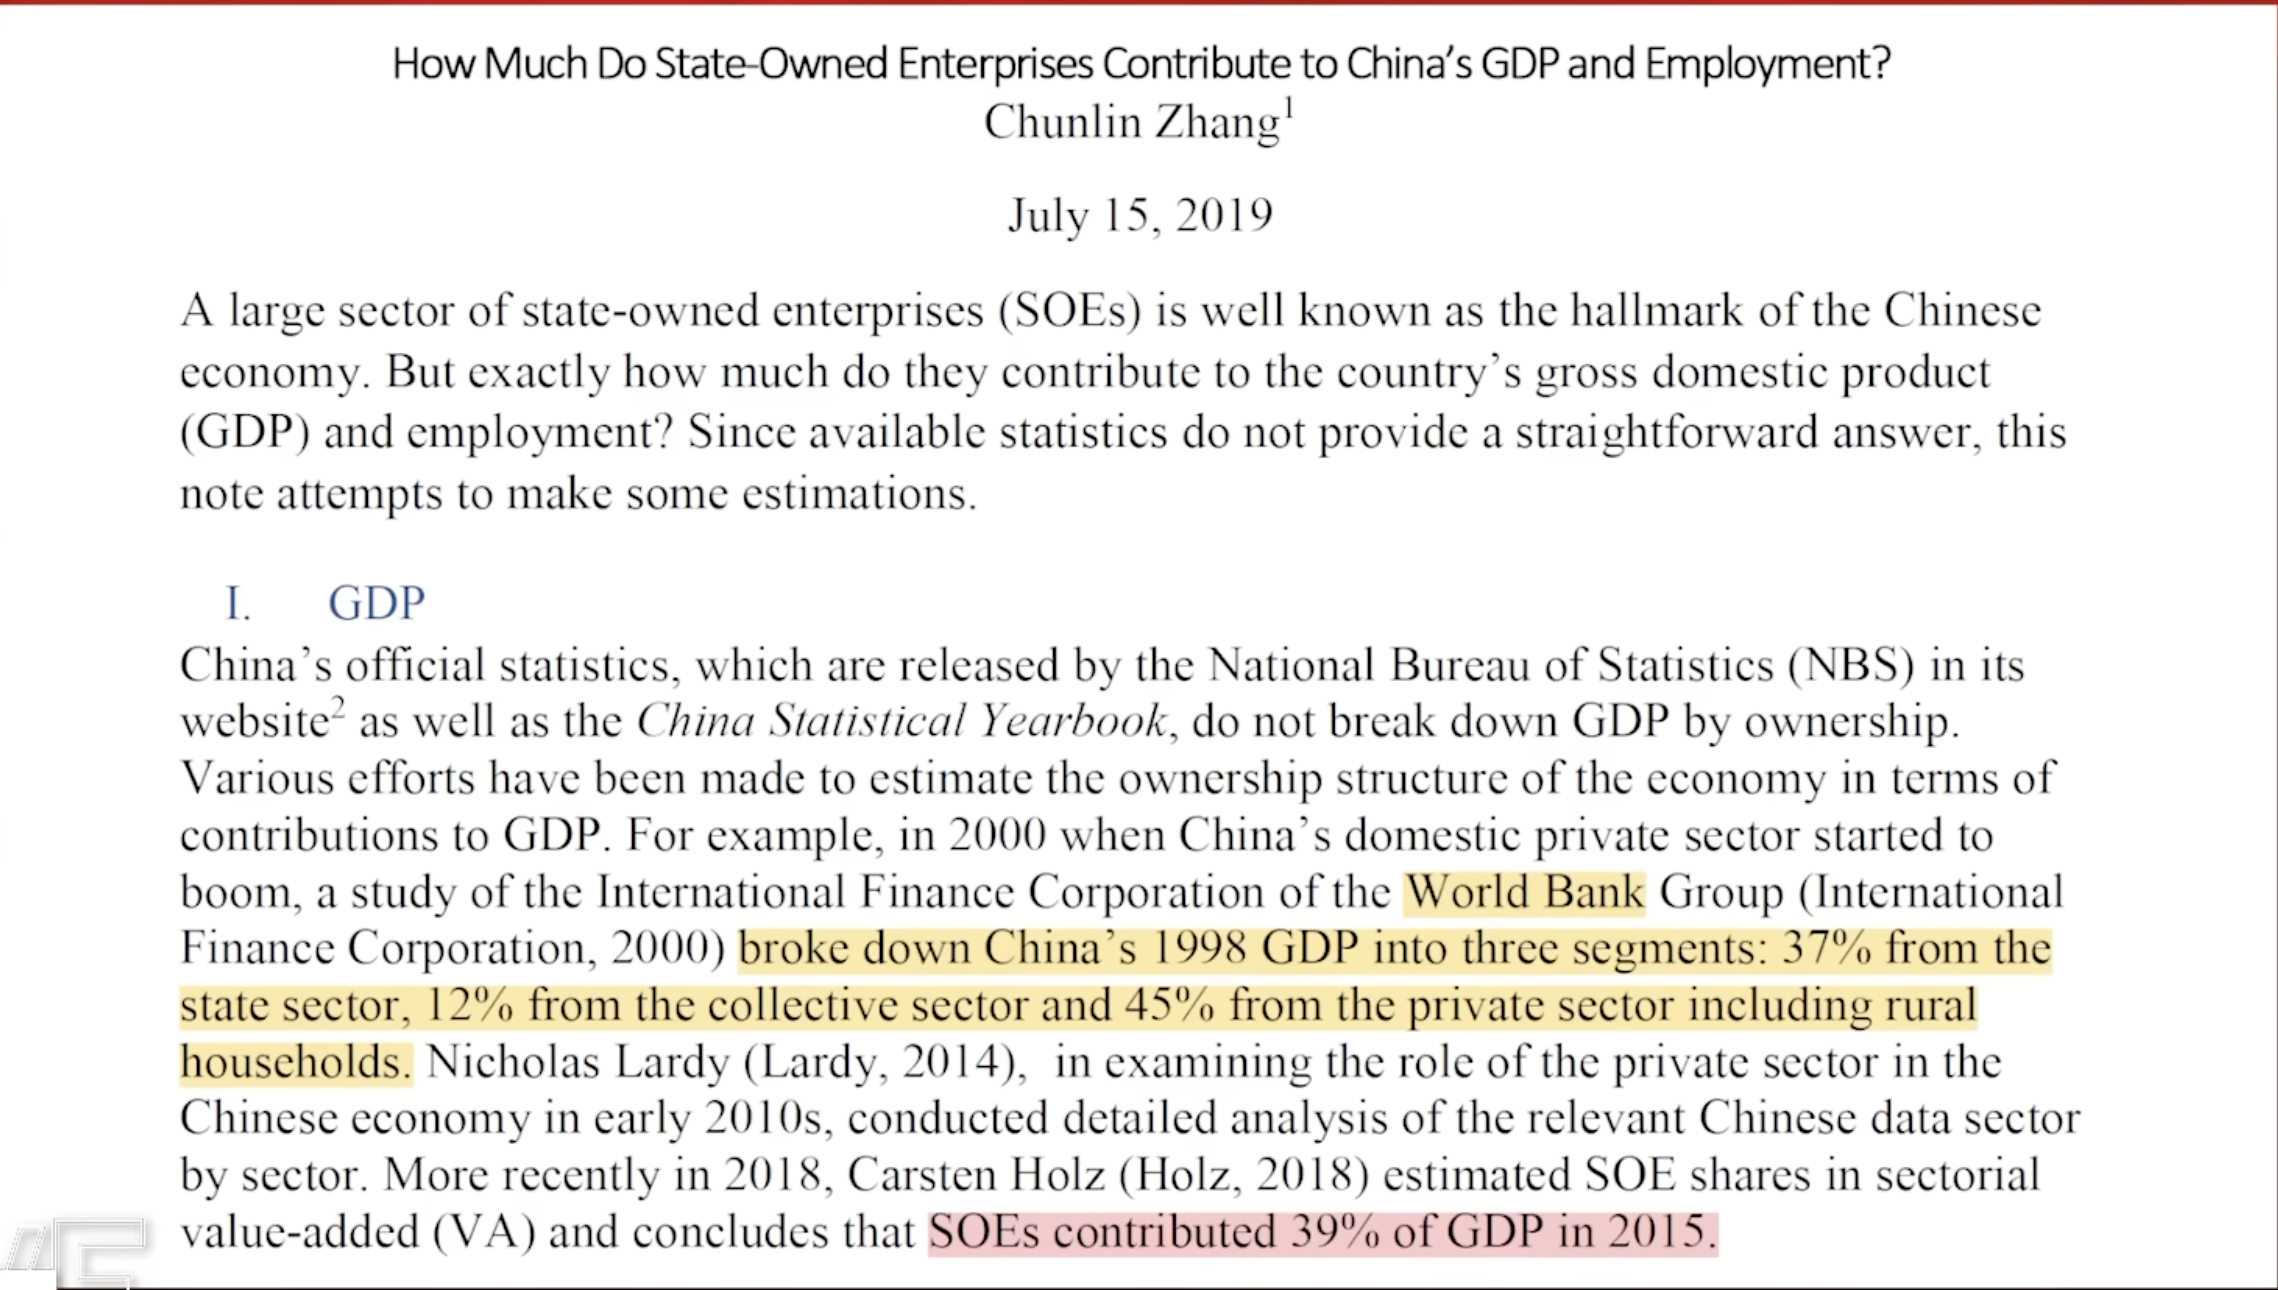 How Much Do State-Owned Enterprises Contribute to China's GDP and Employment?
Chunlin Zhang¹
July 15, 2019
A large sector of state-owned enterprises (SOEs) is well known as the hallmark of the Chinese
economy. But exactly how much do they contribute to the country's gross domestic product
(GDP) and employment? Since available statistics do not provide a straightforward answer, this
note attempts to make some estimations.
I. GDP
China's official statistics, which are released by the National Bureau of Statistics (NBS) in its
website² as well as the China Statistical Yearbook, do not break down GDP by ownership.
Various efforts have been made to estimate the ownership structure of the economy in terms of
contributions to GDP. For example, in 2000 when China's domestic private sector started to
boom, a study of the International Finance Corporation of the World Bank Group (International
Finance Corporation, 2000) broke down China's 1998 GDP into three segments: 37% from the
state sector, 12% from the collective sector and 45% from the private sector including rural
households. Nicholas Lardy (Lardy, 2014), in examining the role of the private sector in the
Chinese economy in early 2010s, conducted detailed analysis of the relevant Chinese data sector
by sector. More recently in 2018, Carsten Holz (Holz, 2018) estimated SOE shares in sectorial
value-added (VA) and concludes that SOEs contributed 39% of GDP in 2015.